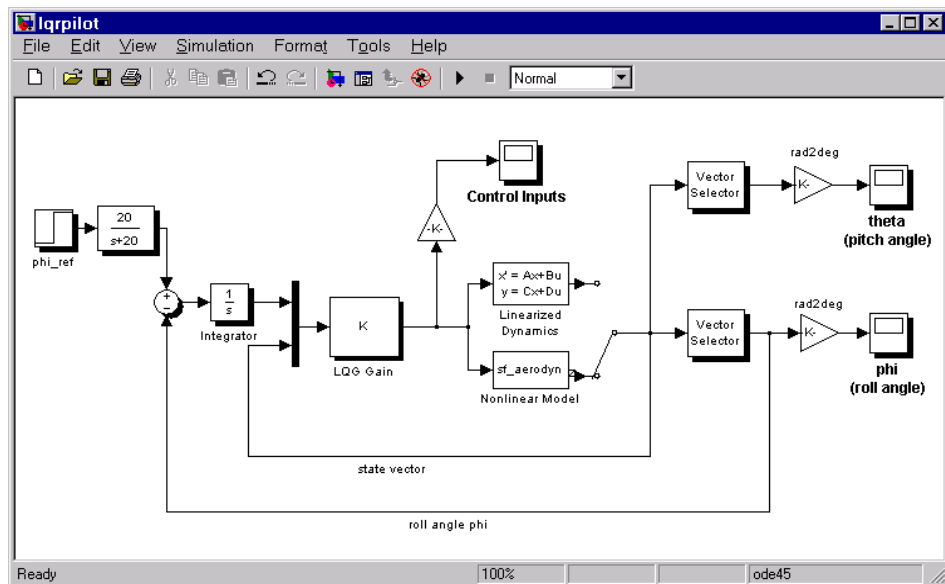 lqrpilot
File Edit View Simulation Format Tools Help
Normal
phi_ref
20
s+20
+
−
1
s
Integrator
K
LQG Gain
-K-
Control Inputs
x' = Ax+Bu
y = Cx+Du
Linearized
Dynamics
sf_aerodyn
Nonlinear Model
Vector
Selector
rad2deg
K-
theta
(pitch angle)
Vector
Selector
rad2deg
K-
phi
(roll angle)
state vector
roll angle phi
Ready 100% ode45